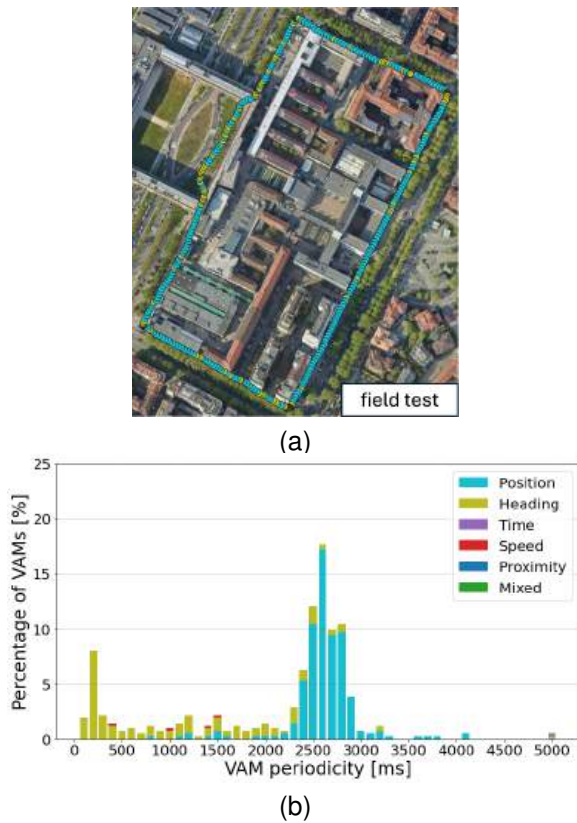 field test
(a)
Percentage of VAMs [%]
25
20
15
10
5
0
Position
Heading
Time
Speed
Proximity
Mixed
0 500 1000 1500 2000 2500 3000 3500 4000 4500 5000
VAM periodicity [ms]
(b)